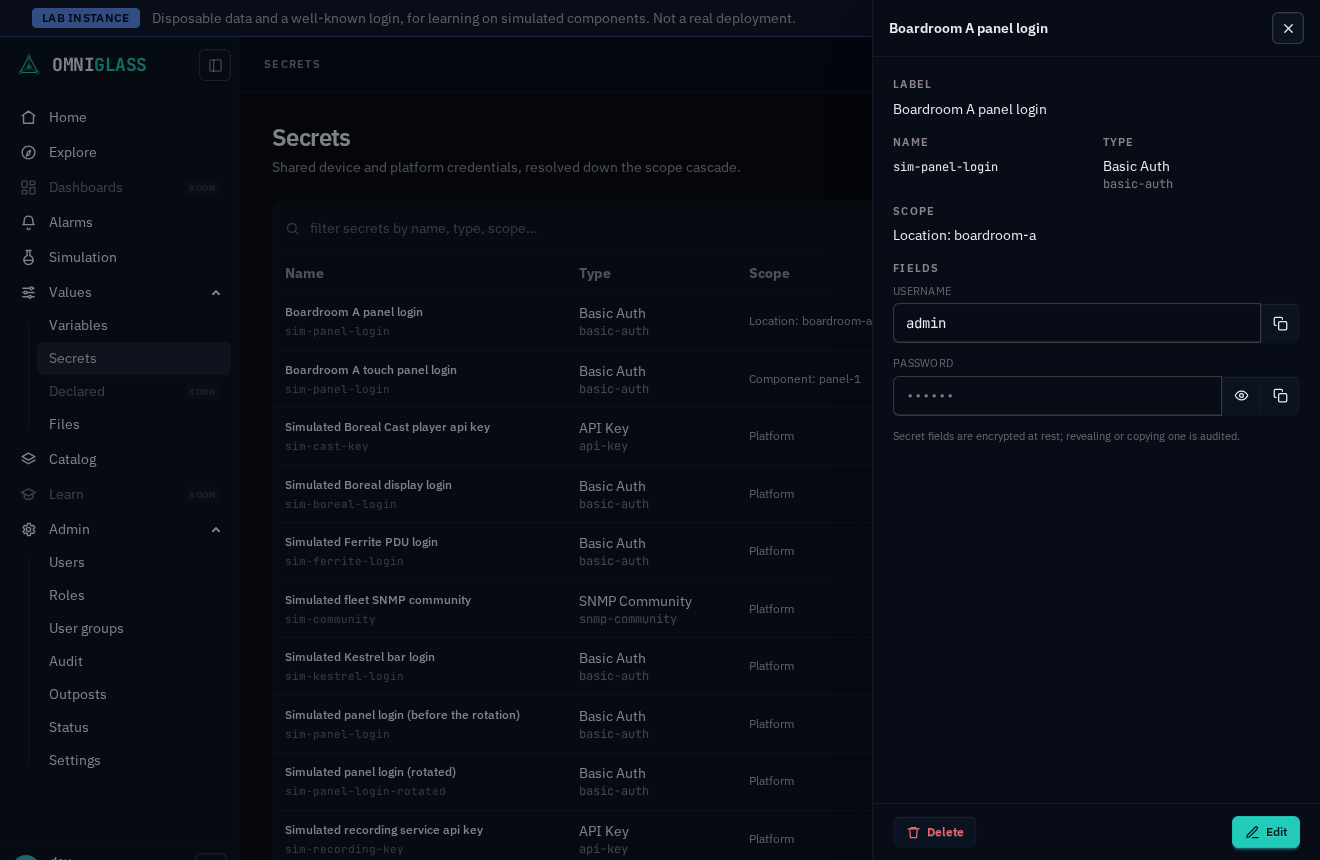 LAB INSTANCE Disposable data and a well-known login, for learning on simulated components. Not a real deployment.
OMNIGLASS
Home
Explore
Dashboards SOON
Alarms
Simulation
Values
Variables
Secrets
Declared SOON
Files
Catalog
Learn SOON
Admin
Users
Roles
User groups
Audit
Outposts
Status
Settings
SECRETS
Secrets
Shared device and platform credentials, resolved down the scope cascade.
filter secrets by name, type, scope...
Name Type Scope
Boardroom A panel login Basic Auth Location: boardroom-a
sim-panel-login basic-auth
Boardroom A touch panel login Basic Auth Component: panel-1
sim-panel-login basic-auth
Simulated Boreal Cast player api key API Key Platform
sim-cast-key api-key
Simulated Boreal display login Basic Auth Platform
sim-boreal-login basic-auth
Simulated Ferrite PDU login Basic Auth Platform
sim-ferrite-login basic-auth
Simulated fleet SNMP community SNMP Community Platform
sim-community snmp-community
Simulated Kestrel bar login Basic Auth Platform
sim-kestrel-login basic-auth
Simulated panel login (before the rotation) Basic Auth Platform
sim-panel-login basic-auth
Simulated panel login (rotated) Basic Auth Platform
sim-panel-login-rotated basic-auth
Simulated recording service api key API Key Platform
sim-recording-key api-key
Boardroom A panel login
LABEL
Boardroom A panel login
NAME TYPE
sim-panel-login Basic Auth
basic-auth
SCOPE
Location: boardroom-a
FIELDS
USERNAME
admin
PASSWORD
••••••
Secret fields are encrypted at rest; revealing or copying one is audited.
Delete Edit